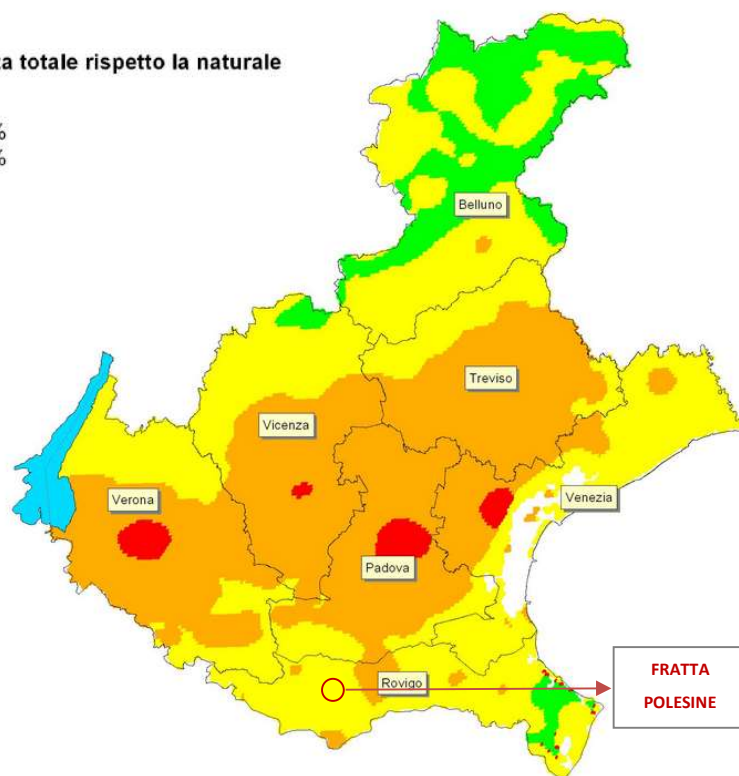 totale rispetto la naturale
%
%
Belluno
Treviso
Vicenza
Verona
Venezia
Padova
Rovigo
FRATTA
POLESINE